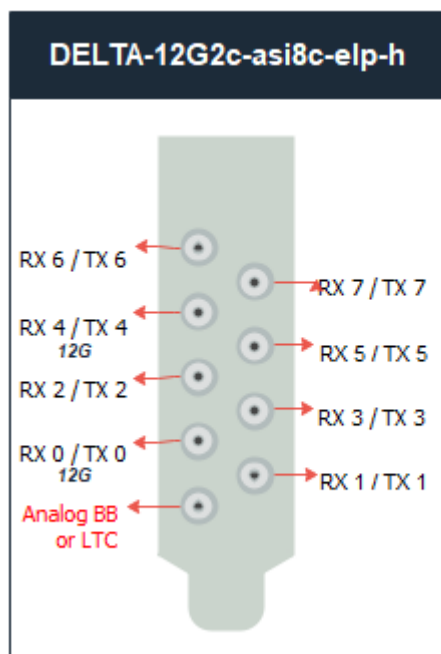 DELTA-12G2c-asi8c-elp-h
RX 6 / TX 6
RX 7 / TX 7
RX 4 / TX 4
12G
RX 5 / TX 5
RX 2 / TX 2
RX 3 / TX 3
RX 0 / TX 0
12G
RX 1 / TX 1
Analog BB
or LTC